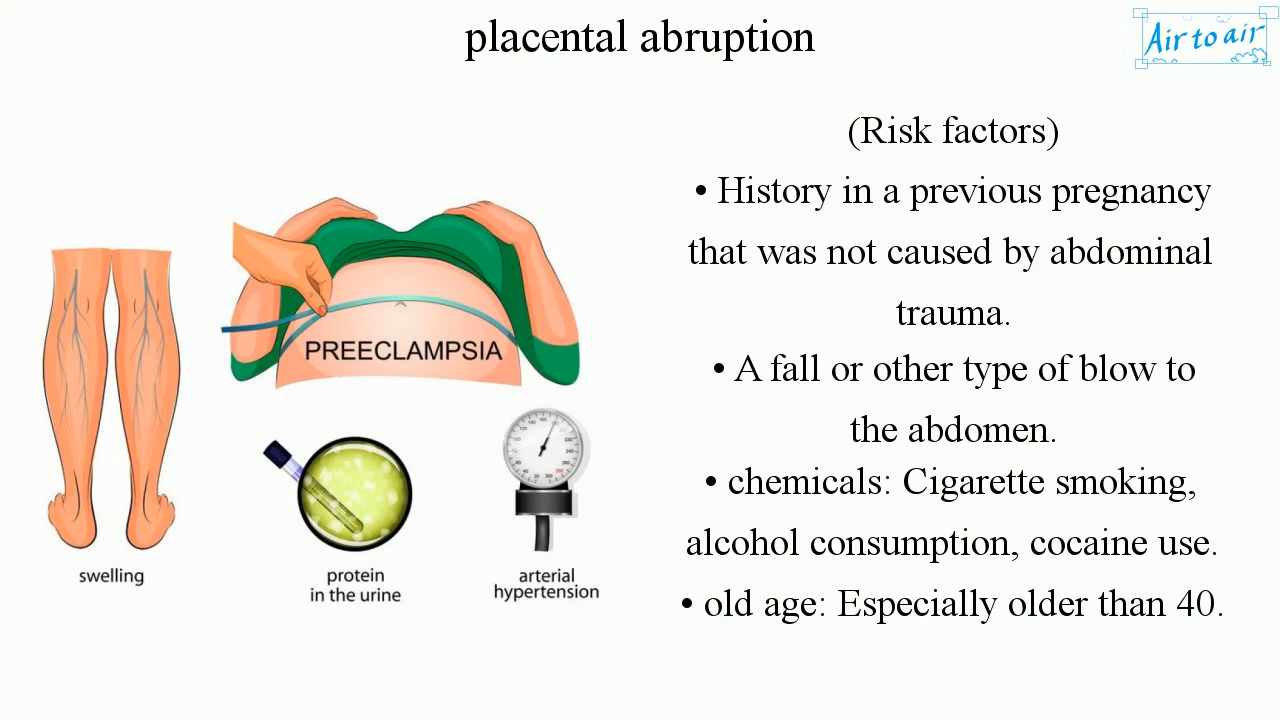 placental abruption
Air to air
(Risk factors)
• History in a previous pregnancy
that was not caused by abdominal
trauma.
• A fall or other type of blow to
the abdomen.
• chemicals: Cigarette smoking,
alcohol consumption, cocaine use.
• old age: Especially older than 40.
PREECLAMPSIA
swelling
protein
in the urine
arterial
hypertension